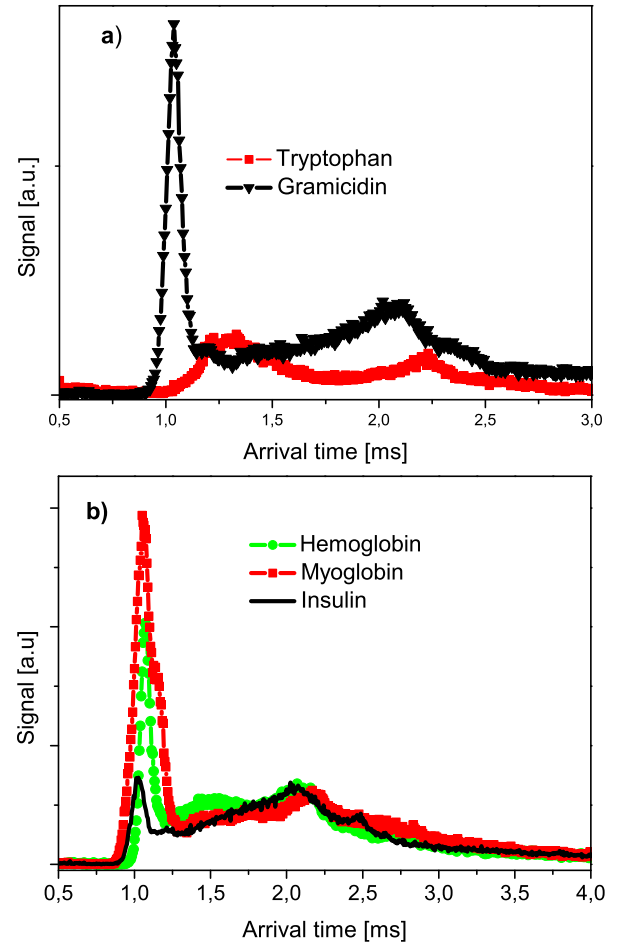 a)
Tryptophan
Gramicidin
Signal [a.u.]
0,5 1,0 1,5 2,0 2,5 3,0
Arrival time [ms]
b)
Hemoglobin
Myoglobin
Insulin
Signal [a.u]
0,5 1,0 1,5 2,0 2,5 3,0 3,5 4,0
Arrival time [ms]